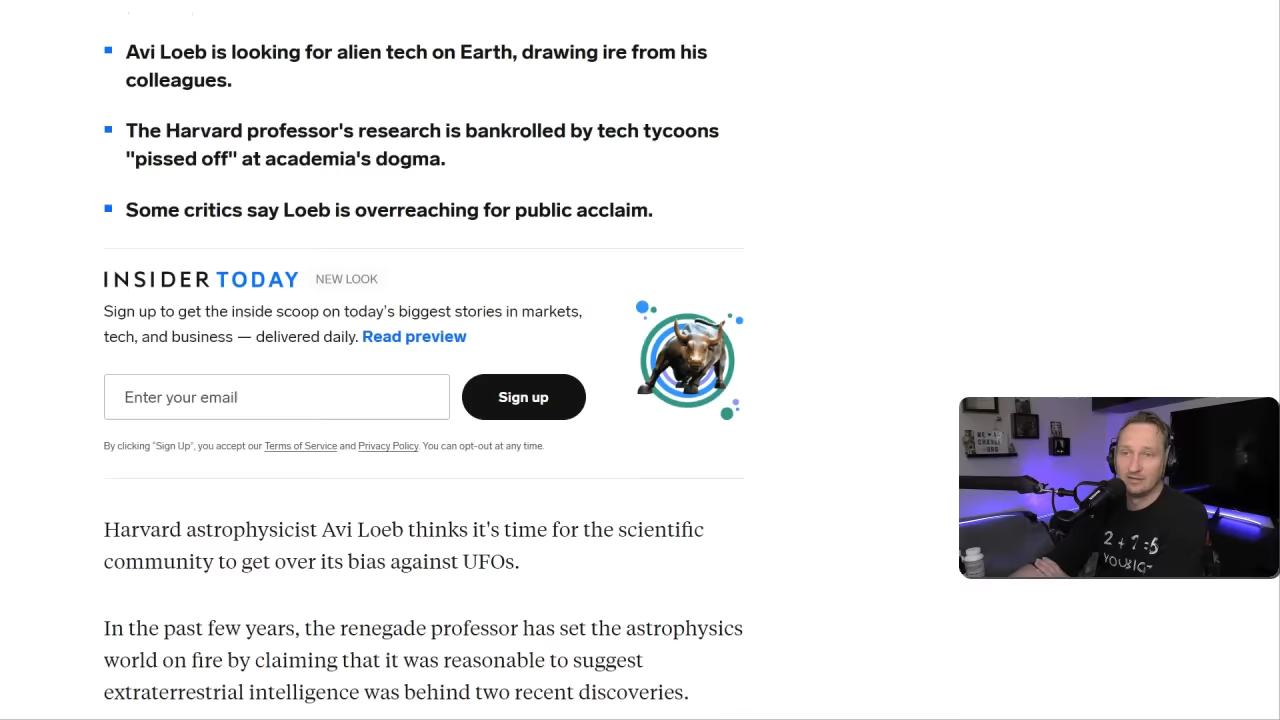 Avi Loeb is looking for alien tech on Earth, drawing ire from his
colleagues.
The Harvard professor's research is bankrolled by tech tycoons
"pissed off" at academia's dogma.
Some critics say Loeb is overreaching for public acclaim.
INSIDER TODAY NEW LOOK
Sign up to get the inside scoop on today's biggest stories in markets,
tech, and business — delivered daily. Read preview
Enter your email
Sign up
By clicking "Sign Up", you accept our Terms of Service and Privacy Policy. You can opt-out at any time.
Harvard astrophysicist Avi Loeb thinks it's time for the scientific
community to get over its bias against UFOs.
In the past few years, the renegade professor has set the astrophysics
world on fire by claiming that it was reasonable to suggest
extraterrestrial intelligence was behind two recent discoveries.
WE
CHANGE
ORG